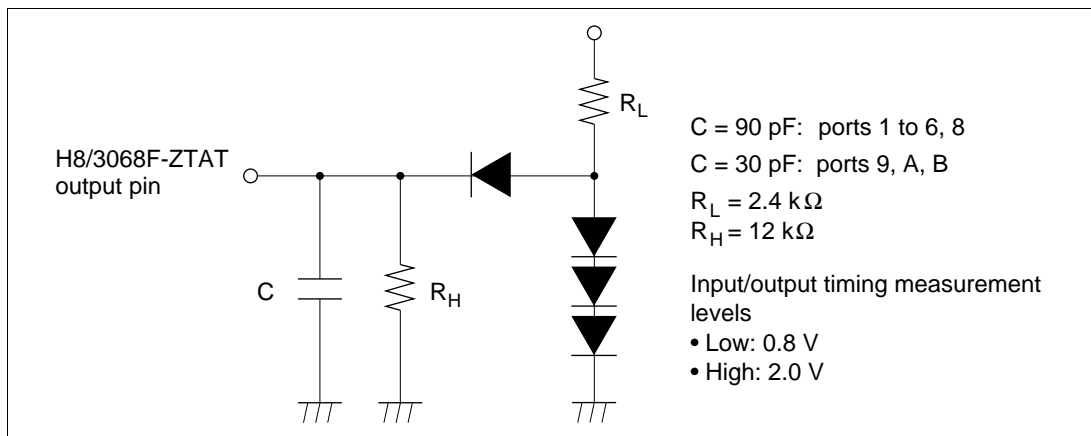 R_L
H8/3068F-ZTAT
output pin
C
R_H
C = 90 pF: ports 1 to 6, 8
C = 30 pF: ports 9, A, B
R_L = 2.4 kΩ
R_H = 12 kΩ
Input/output timing measurement
levels
• Low: 0.8 V
• High: 2.0 V